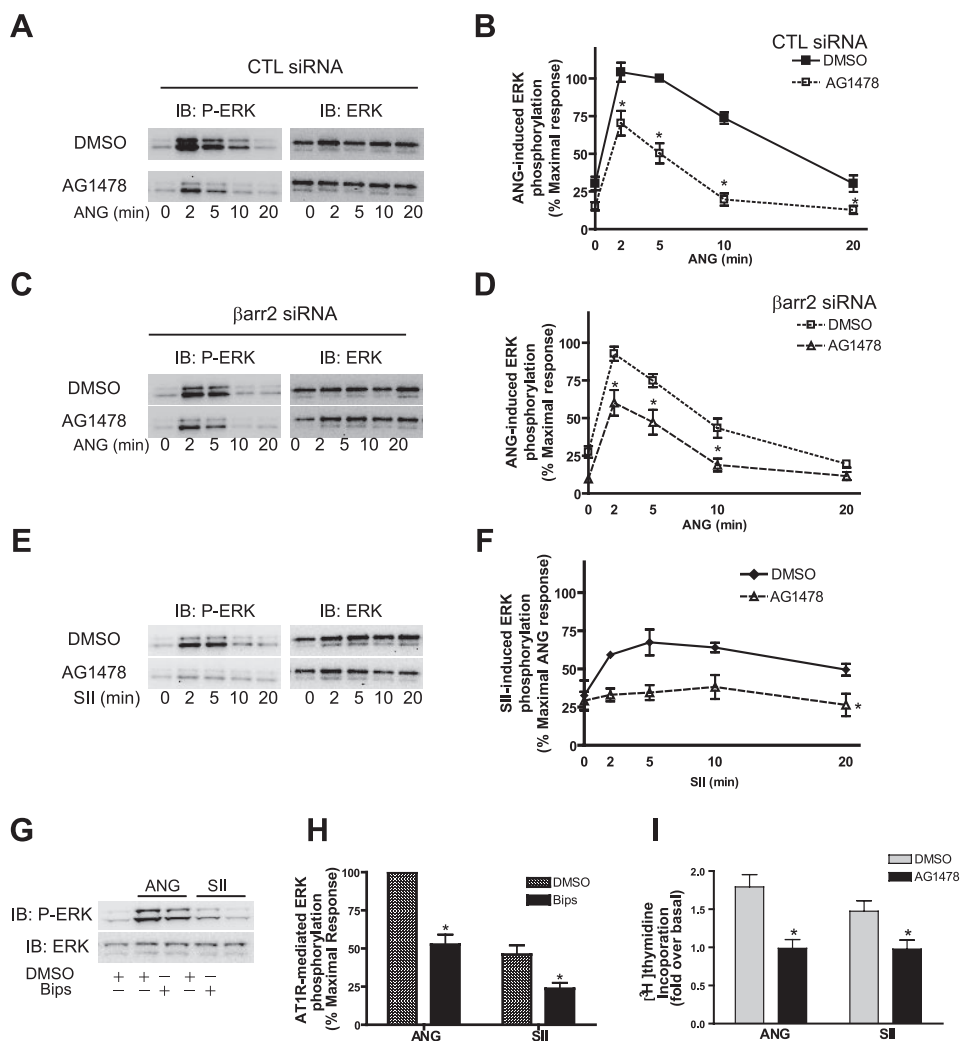 A
CTL siRNA
IB: P-ERK
IB: ERK
DMSO
AG1478
ANG (min)
0 2 5 10 20
0 2 5 10 20
B
CTL siRNA
DMSO
AG1478
ANG-induced ERK
phosphorylation
(% Maximal response)
100
75
50
25
0
* * * *
0 2 5 10 20
ANG (min)
C
βarr2 siRNA
IB: P-ERK
IB: ERK
DMSO
AG1478
ANG (min)
0 2 5 10 20
0 2 5 10 20
D
βarr2 siRNA
DMSO
AG1478
ANG-induced ERK
phosphorylation
(% Maximal response)
100
75
50
25
0
* * *
0 2 5 10 20
ANG (min)
E
IB: P-ERK
IB: ERK
DMSO
AG1478
SII (min)
0 2 5 10 20
0 2 5 10 20
F
DMSO
AG1478
SII-induced ERK
phosphorylation
(% Maximal ANG response)
100
75
50
25
0
*
0 2 5 10 20
SII (min)
G
ANG SII
IB: P-ERK
IB: ERK
DMSO + + – + –
Bips – – + – +
H
DMSO
Bips
AT1R-mediated ERK
phosphorylation
(% Maximal Response)
100
75
50
25
0
* *
ANG SII
I
DMSO
AG1478
[³H]thymidine
Incoporation
(fold over basal)
2.0
1.5
1.0
0.5
0.0
* *
ANG SII